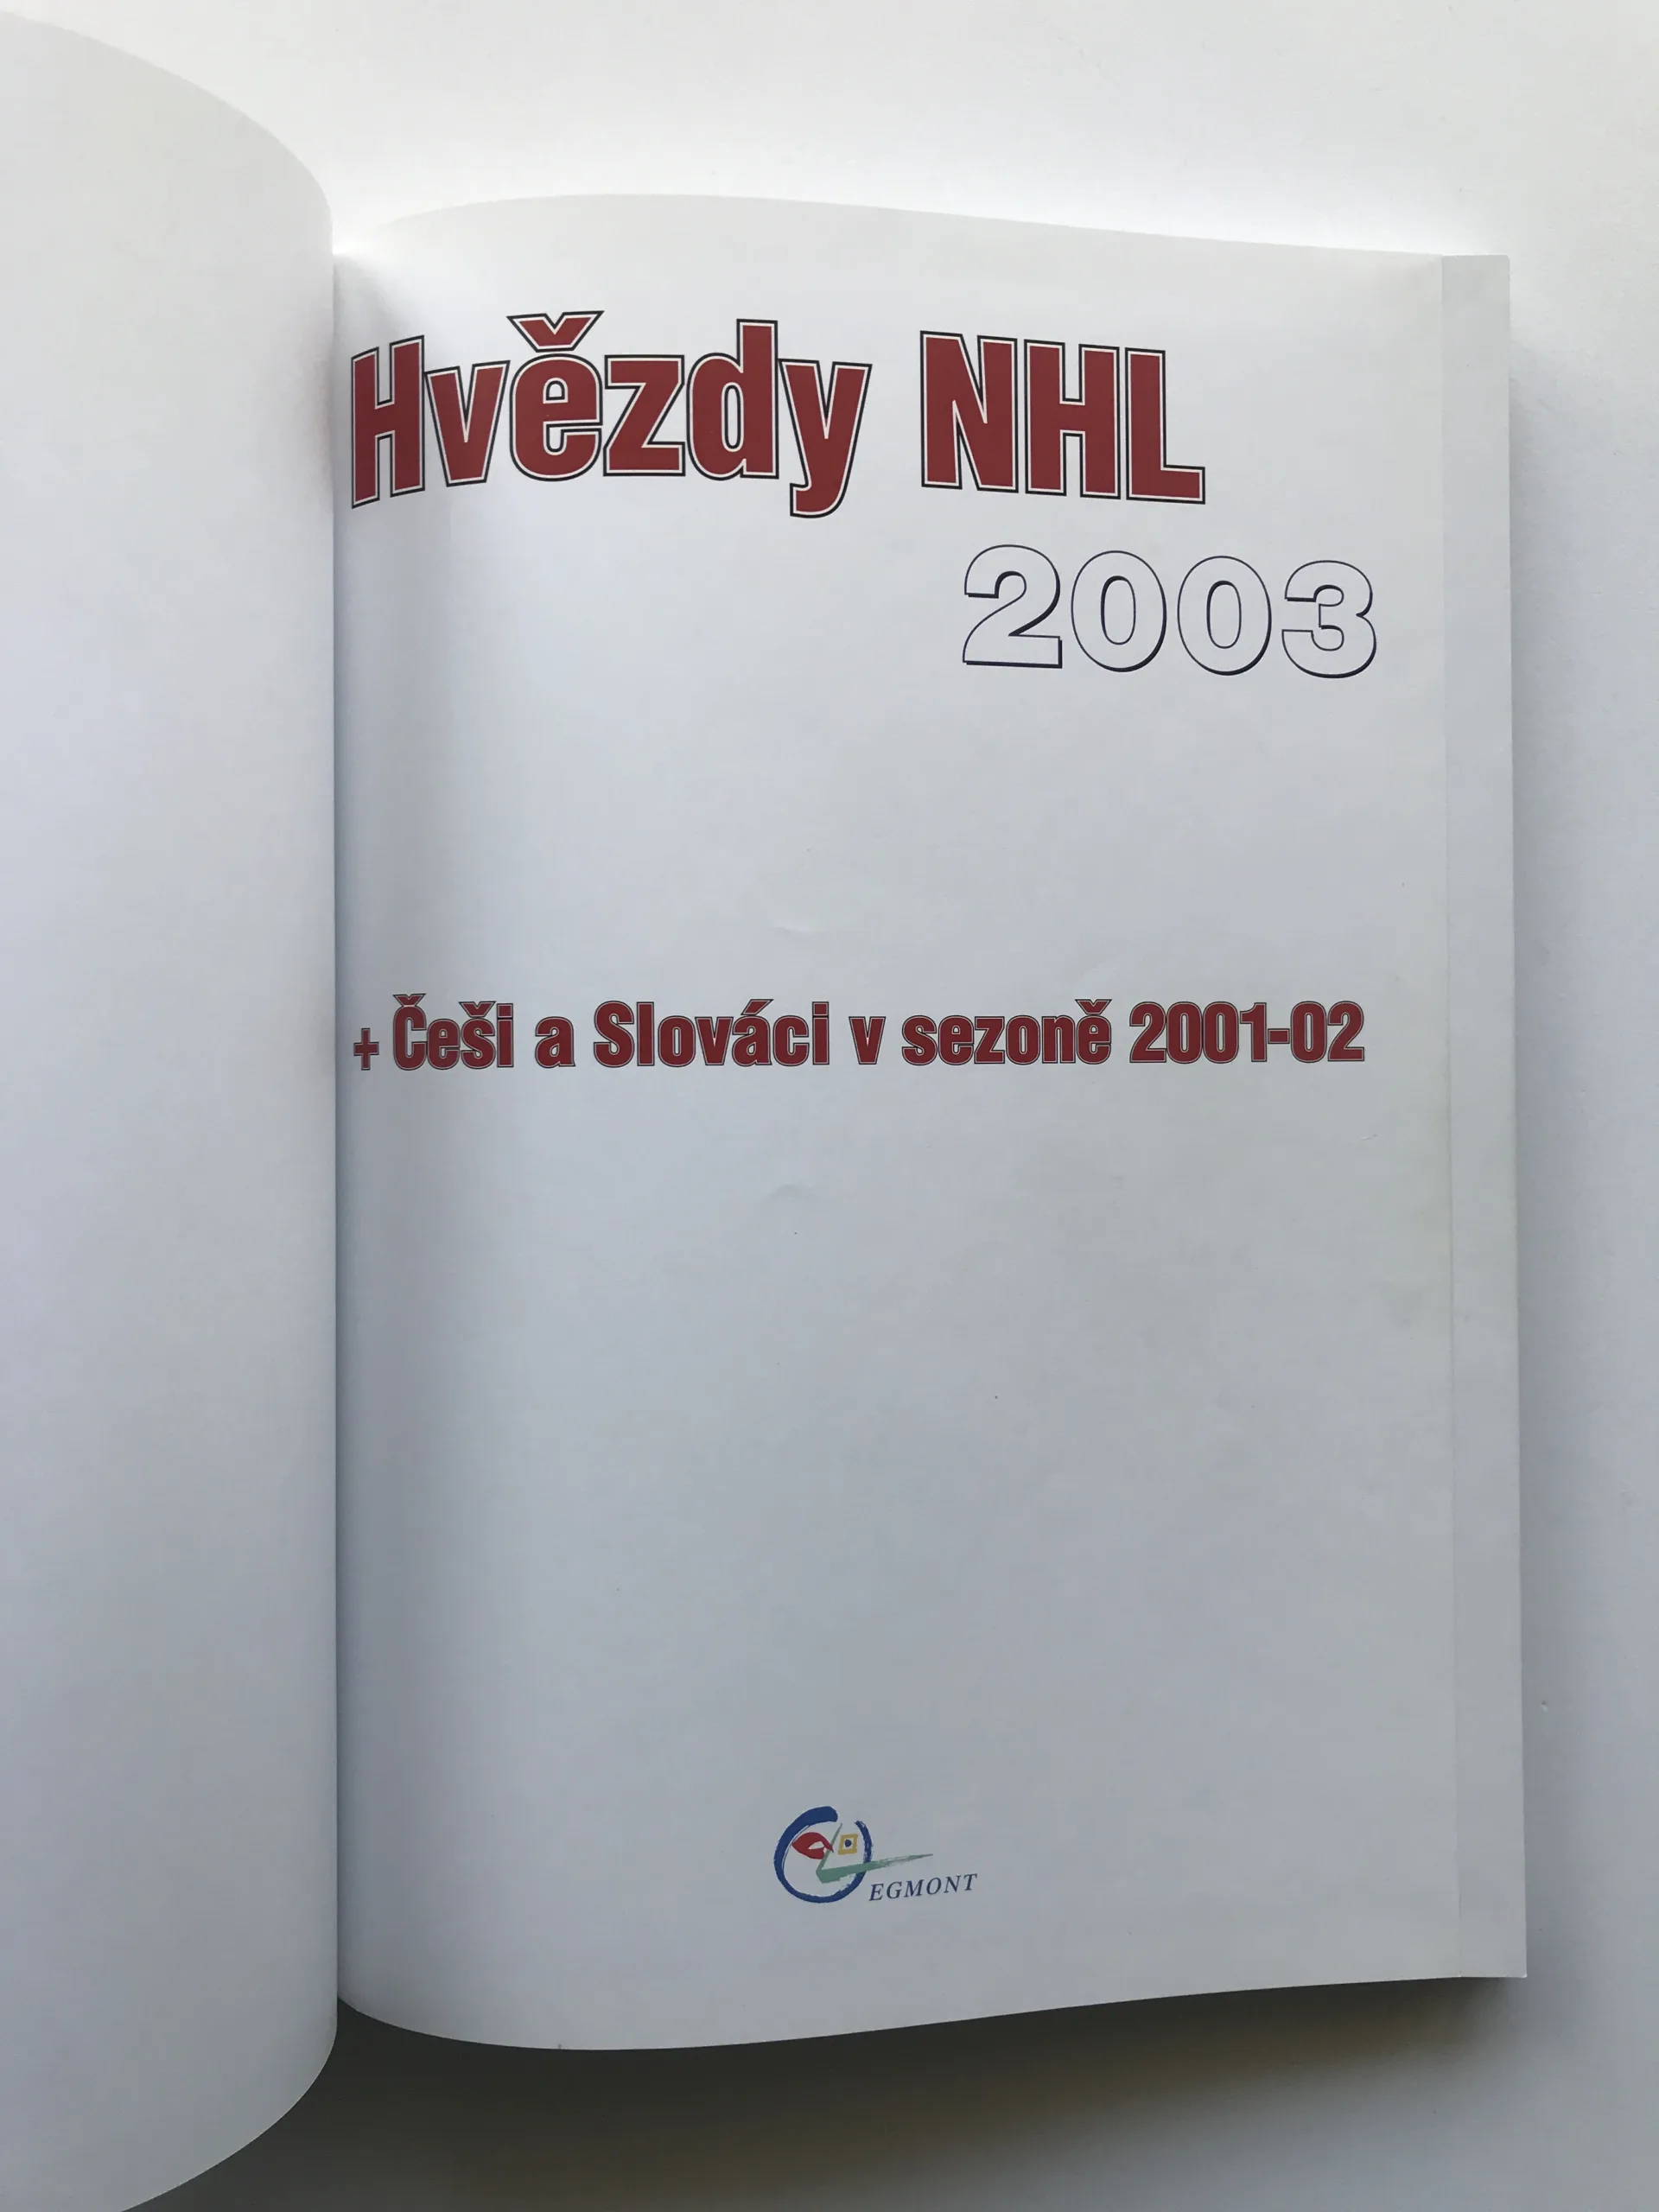 Hvězdy NHL
2003
+ Češi a Slováci v sezoně 2001-02
EGMONT